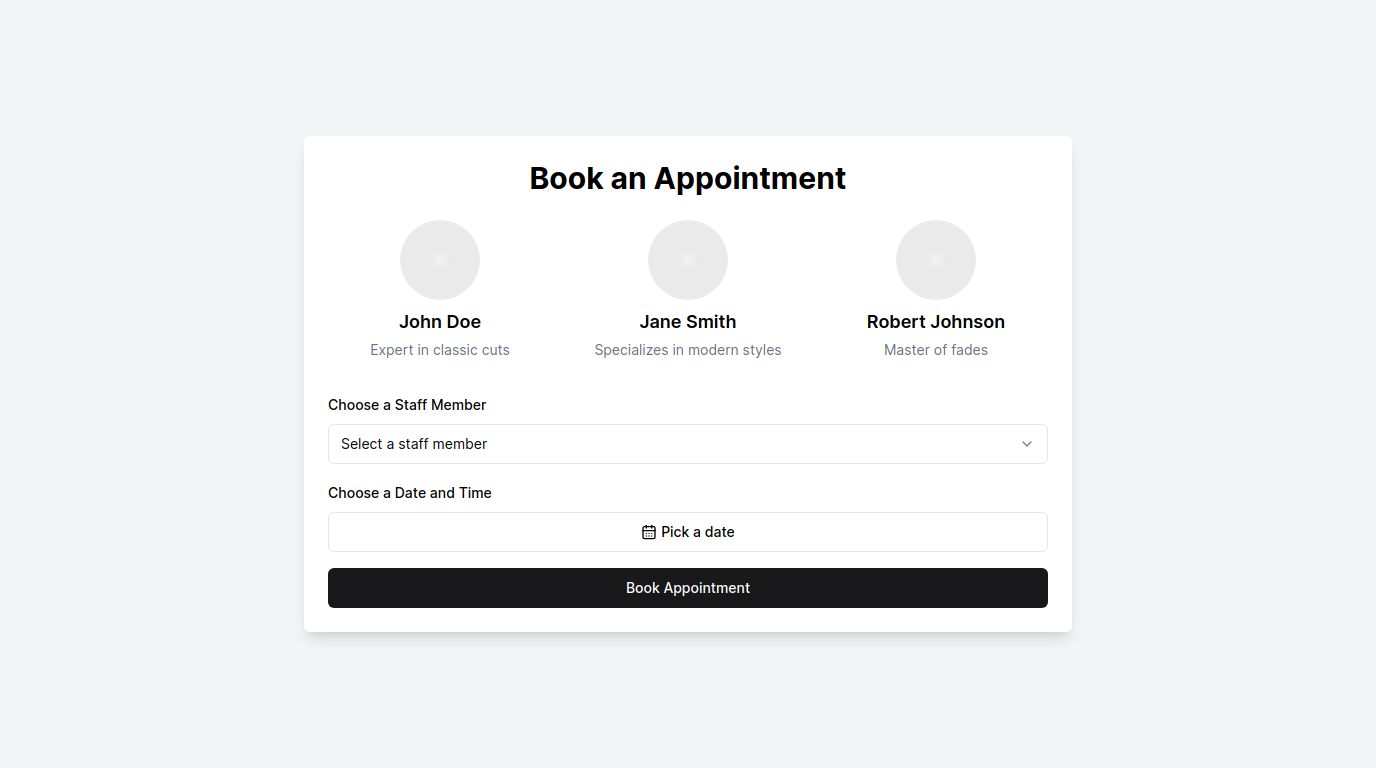 Book an Appointment
John Doe
Jane Smith
Robert Johnson
Expert in classic cuts
Specializes in modern styles
Master of fades
Choose a Staff Member
Select a staff member
Choose a Date and Time
Pick a date
Book Appointment